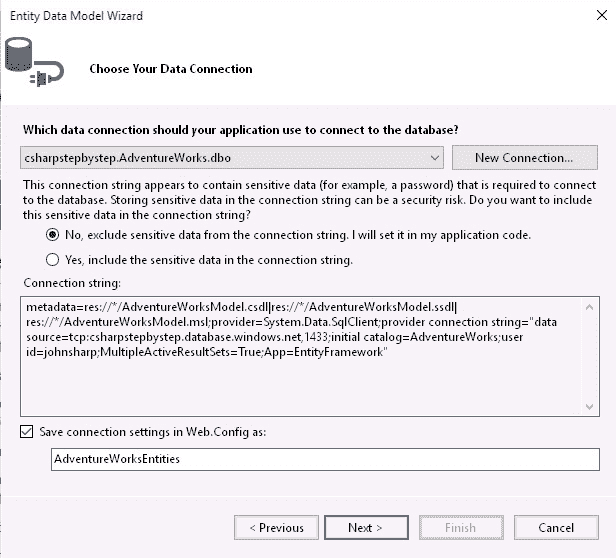 Entity Data Model Wizard
Choose Your Data Connection
Which data connection should your application use to connect to the database?
csharpstepbystep.AdventureWorks.dbo
New Connection...
This connection string appears to contain sensitive data (for example, a password) that is required to connect
to the database. Storing sensitive data in the connection string can be a security risk. Do you want to include
this sensitive data in the connection string?
No, exclude sensitive data from the connection string. I will set it in my application code.
Yes, include the sensitive data in the connection string.
Connection string:
metadata=res://*/AdventureWorksModel.csdl|res://*/AdventureWorksModel.ssdl|
res://*/AdventureWorksModel.msl;provider=System.Data.SqlClient;provider connection string="data
source=tcp:csharpstepbystep.database.windows.net,1433;initial catalog=AdventureWorks;user
id=johnsharp;MultipleActiveResultSets=True;App=EntityFramework"
Save connection settings in Web.Config as:
AdventureWorksEntities
< Previous
Next >
Finish
Cancel